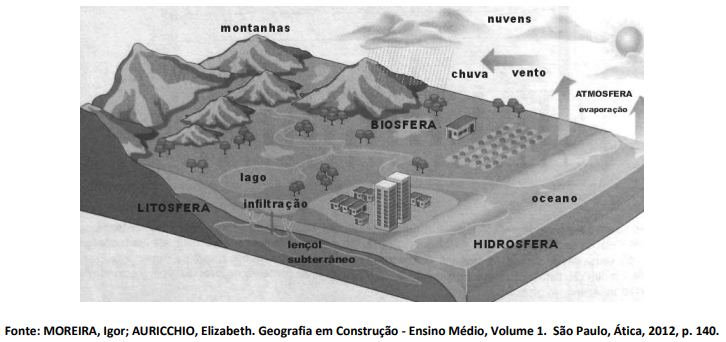 nuvens
montanhas
chuva
vento
ATMOSFERA
evaporação
BIOSFERA
lago
oceano
LITOSFERA
infiltração
HIDROSFERA
lençol
subterrâneo
Fonte: MOREIRA, Igor; AURICCHIO, Elizabeth. Geografia em Construção - Ensino Médio, Volume 1.  São Paulo, Ática, 2012, p. 140.